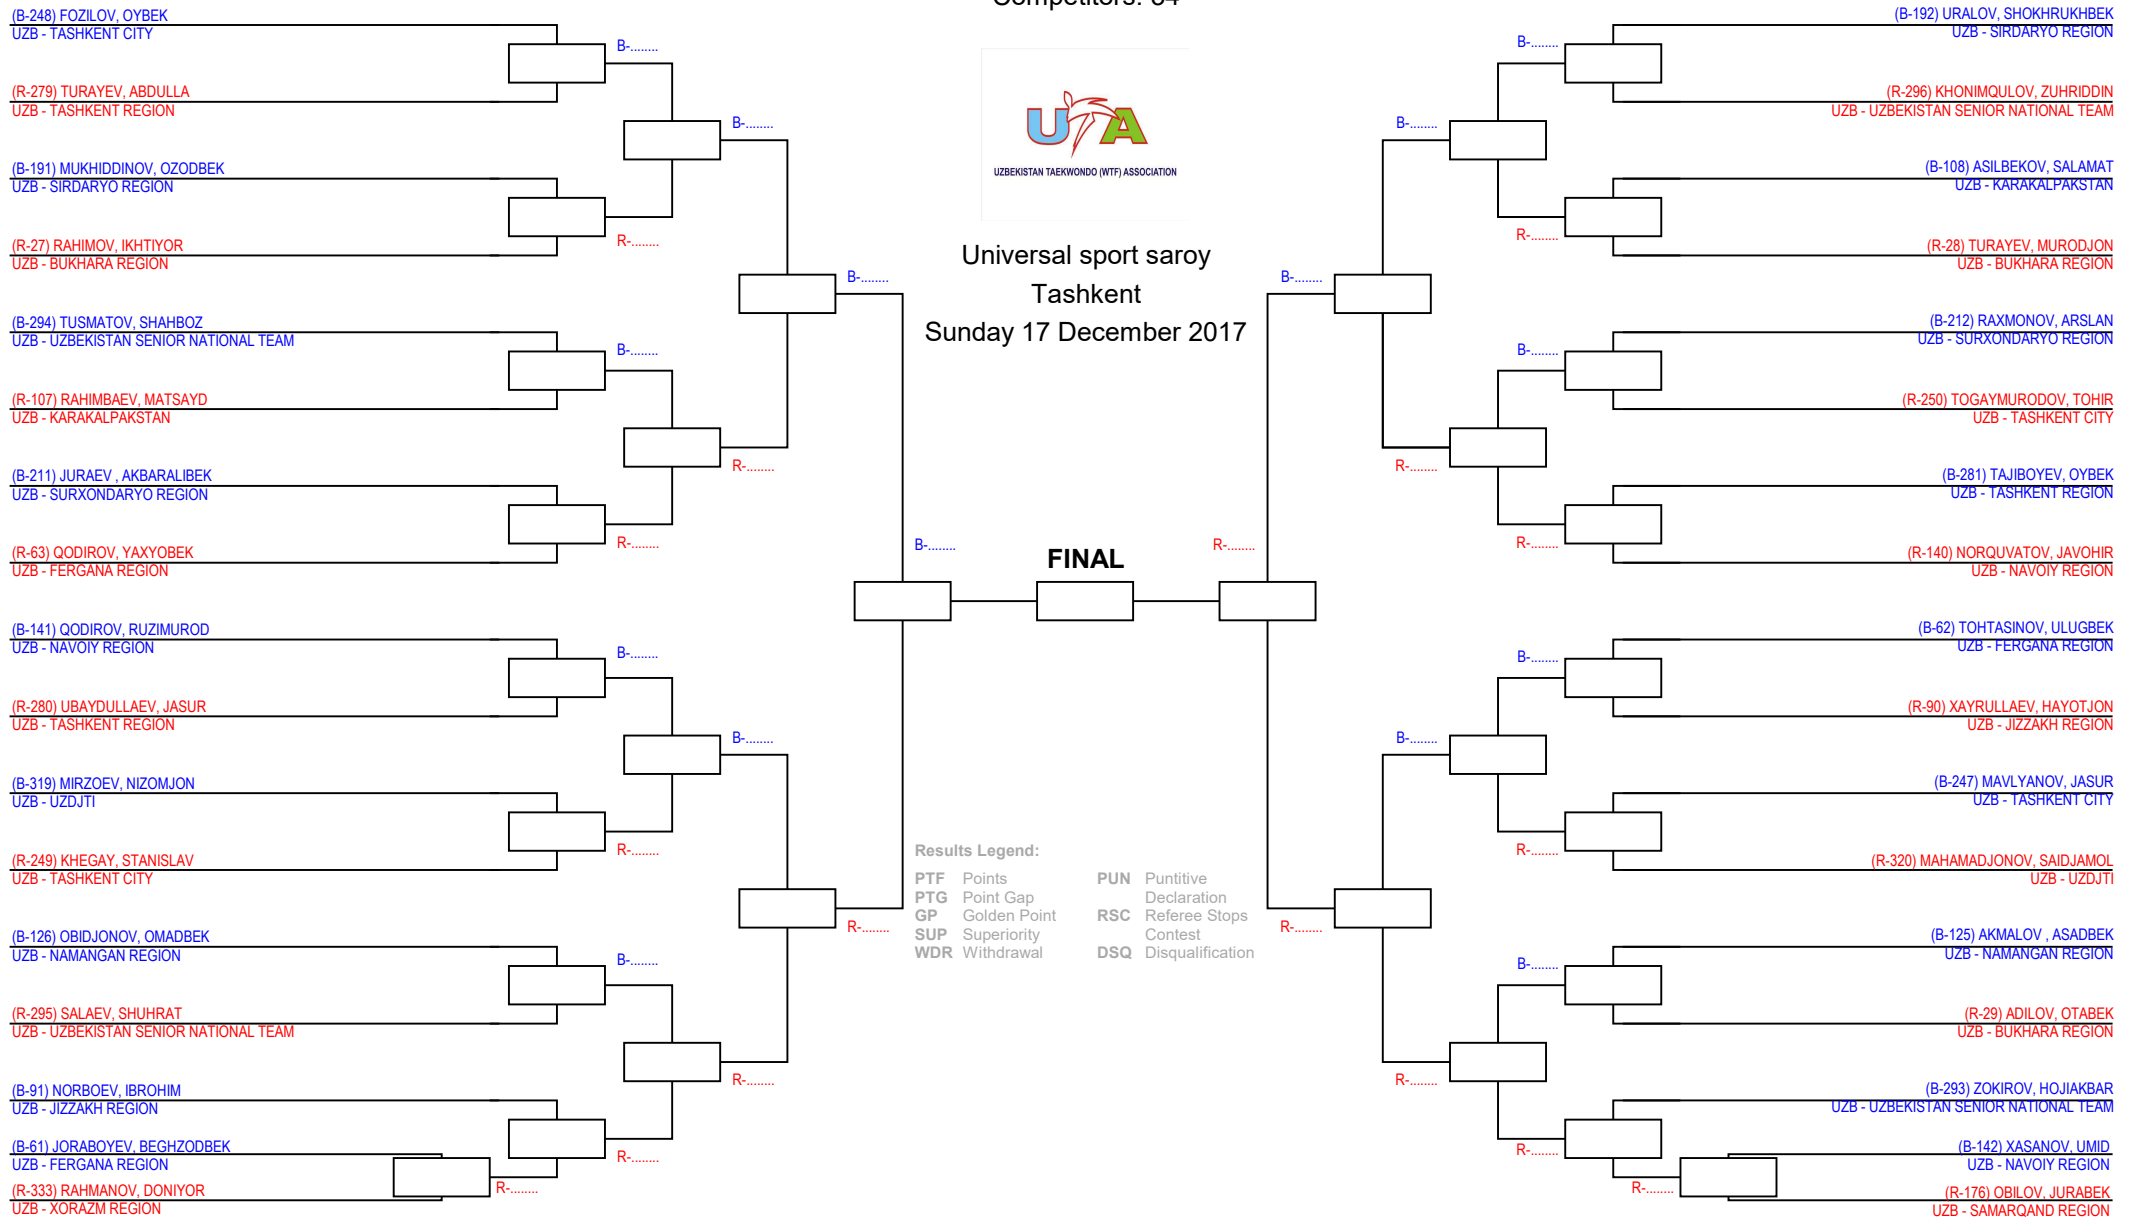 Competitors: 34
(B-248) FOZILOV, OYBEK
UZB - TASHKENT CITY
B-........
(R-279) TURAYEV, ABDULLA
UZB - TASHKENT REGION
B-........
(B-191) MUKHIDDINOV, OZODBEK
UZB - SIRDARYO REGION
R-........
(R-27) RAHIMOV, IKHTIYOR
UZB - BUKHARA REGION
B-........
(B-294) TUSMATOV, SHAHBOZ
UZB - UZBEKISTAN SENIOR NATIONAL TEAM
B-........
(R-107) RAHIMBAEV, MATSAYD
UZB - KARAKALPAKSTAN
R-........
(B-211) JURAEV , AKBARALIBEK
UZB - SURXONDARYO REGION
R-........
(R-63) QODIROV, YAXYOBEK
UZB - FERGANA REGION
B-........
(B-141) QODIROV, RUZIMUROD
UZB - NAVOIY REGION
B-........
(R-280) UBAYDULLAEV, JASUR
UZB - TASHKENT REGION
B-........
(B-319) MIRZOEV, NIZOMJON
UZB - UZDJTI
R-........
(R-249) KHEGAY, STANISLAV
UZB - TASHKENT CITY
R-........
(B-126) OBIDJONOV, OMADBEK
UZB - NAMANGAN REGION
B-........
(R-295) SALAEV, SHUHRAT
UZB - UZBEKISTAN SENIOR NATIONAL TEAM
R-........
(B-91) NORBOEV, IBROHIM
UZB - JIZZAKH REGION
R-........
(B-61) JORABOYEV, BEGHZODBEK
UZB - FERGANA REGION
R-........
(R-333) RAHMANOV, DONIYOR
UZB - XORAZM REGION
UTA
UZBEKISTAN TAEKWONDO (WTF) ASSOCIATION
Universal sport saroy
Tashkent
Sunday 17 December 2017
FINAL
Results Legend:
PTF Points
PTG Point Gap
GP Golden Point
SUP Superiority
WDR Withdrawal
PUN Puntitive
Declaration
RSC Referee Stops
Contest
DSQ Disqualification
(B-192) URALOV, SHOKHRUKHBEK
UZB - SIRDARYO REGION
B-........
(R-296) KHONIMQULOV, ZUHRIDDIN
UZB - UZBEKISTAN SENIOR NATIONAL TEAM
B-........
(B-108) ASILBEKOV, SALAMAT
UZB - KARAKALPAKSTAN
R-........
(R-28) TURAYEV, MURODJON
UZB - BUKHARA REGION
B-........
(B-212) RAXMONOV, ARSLAN
UZB - SURXONDARYO REGION
B-........
(R-250) TOGAYMURODOV, TOHIR
UZB - TASHKENT CITY
R-........
(B-281) TAJIBOYEV, OYBEK
UZB - TASHKENT REGION
R-........
(R-140) NORQUVATOV, JAVOHIR
UZB - NAVOIY REGION
R-........
(B-62) TOHTASINOV, ULUGBEK
UZB - FERGANA REGION
B-........
(R-90) XAYRULLAEV, HAYOTJON
UZB - JIZZAKH REGION
B-........
(B-247) MAVLYANOV, JASUR
UZB - TASHKENT CITY
R-........
(R-320) MAHAMADJONOV, SAIDJAMOL
UZB - UZDJTI
R-........
(B-125) AKMALOV , ASADBEK
UZB - NAMANGAN REGION
B-........
(R-29) ADILOV, OTABEK
UZB - BUKHARA REGION
R-........
(B-293) ZOKIROV, HOJIAKBAR
UZB - UZBEKISTAN SENIOR NATIONAL TEAM
R-........
(B-142) XASANOV, UMID
UZB - NAVOIY REGION
R-........
(R-176) OBILOV, JURABEK
UZB - SAMARQAND REGION